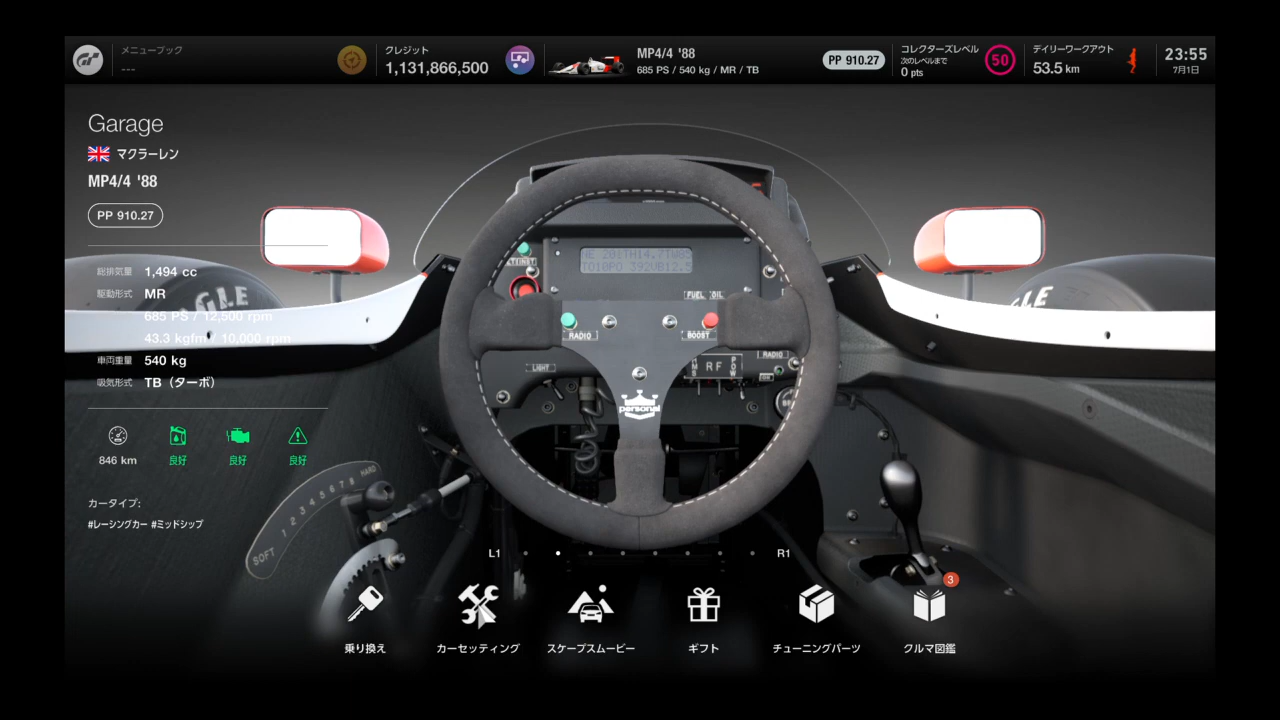 メニューブック
---
クレジット
1,131,866,500
MP4/4 '88
685 PS / 540 kg / MR / TB
PP 910.27
コレクターズレベル
次のレベルまで
0 pts
50
デイリーワークアウト
53.5 km
23:55
7月1日
Garage
マクラーレン
MP4/4 '88
PP 910.27
総排気量 1,494 cc
駆動形式 MR
685 PS / 12,500 rpm
43.3 kgfm / 10,000 rpm
車両重量 540 kg
吸気形式 TB（ターボ）
846 km
良好
良好
良好
カータイプ:
#レーシングカー #ミッドシップ
FUEL OIL
RADIO
BOOST
LIGHT
RADIO
RF
personal
SOFT 1 2 3 4 5 6 7 8 HARD
L1
R1
3
乗り換え
カーセッティング
スケープスムービー
ギフト
チューニングパーツ
クルマ図鑑